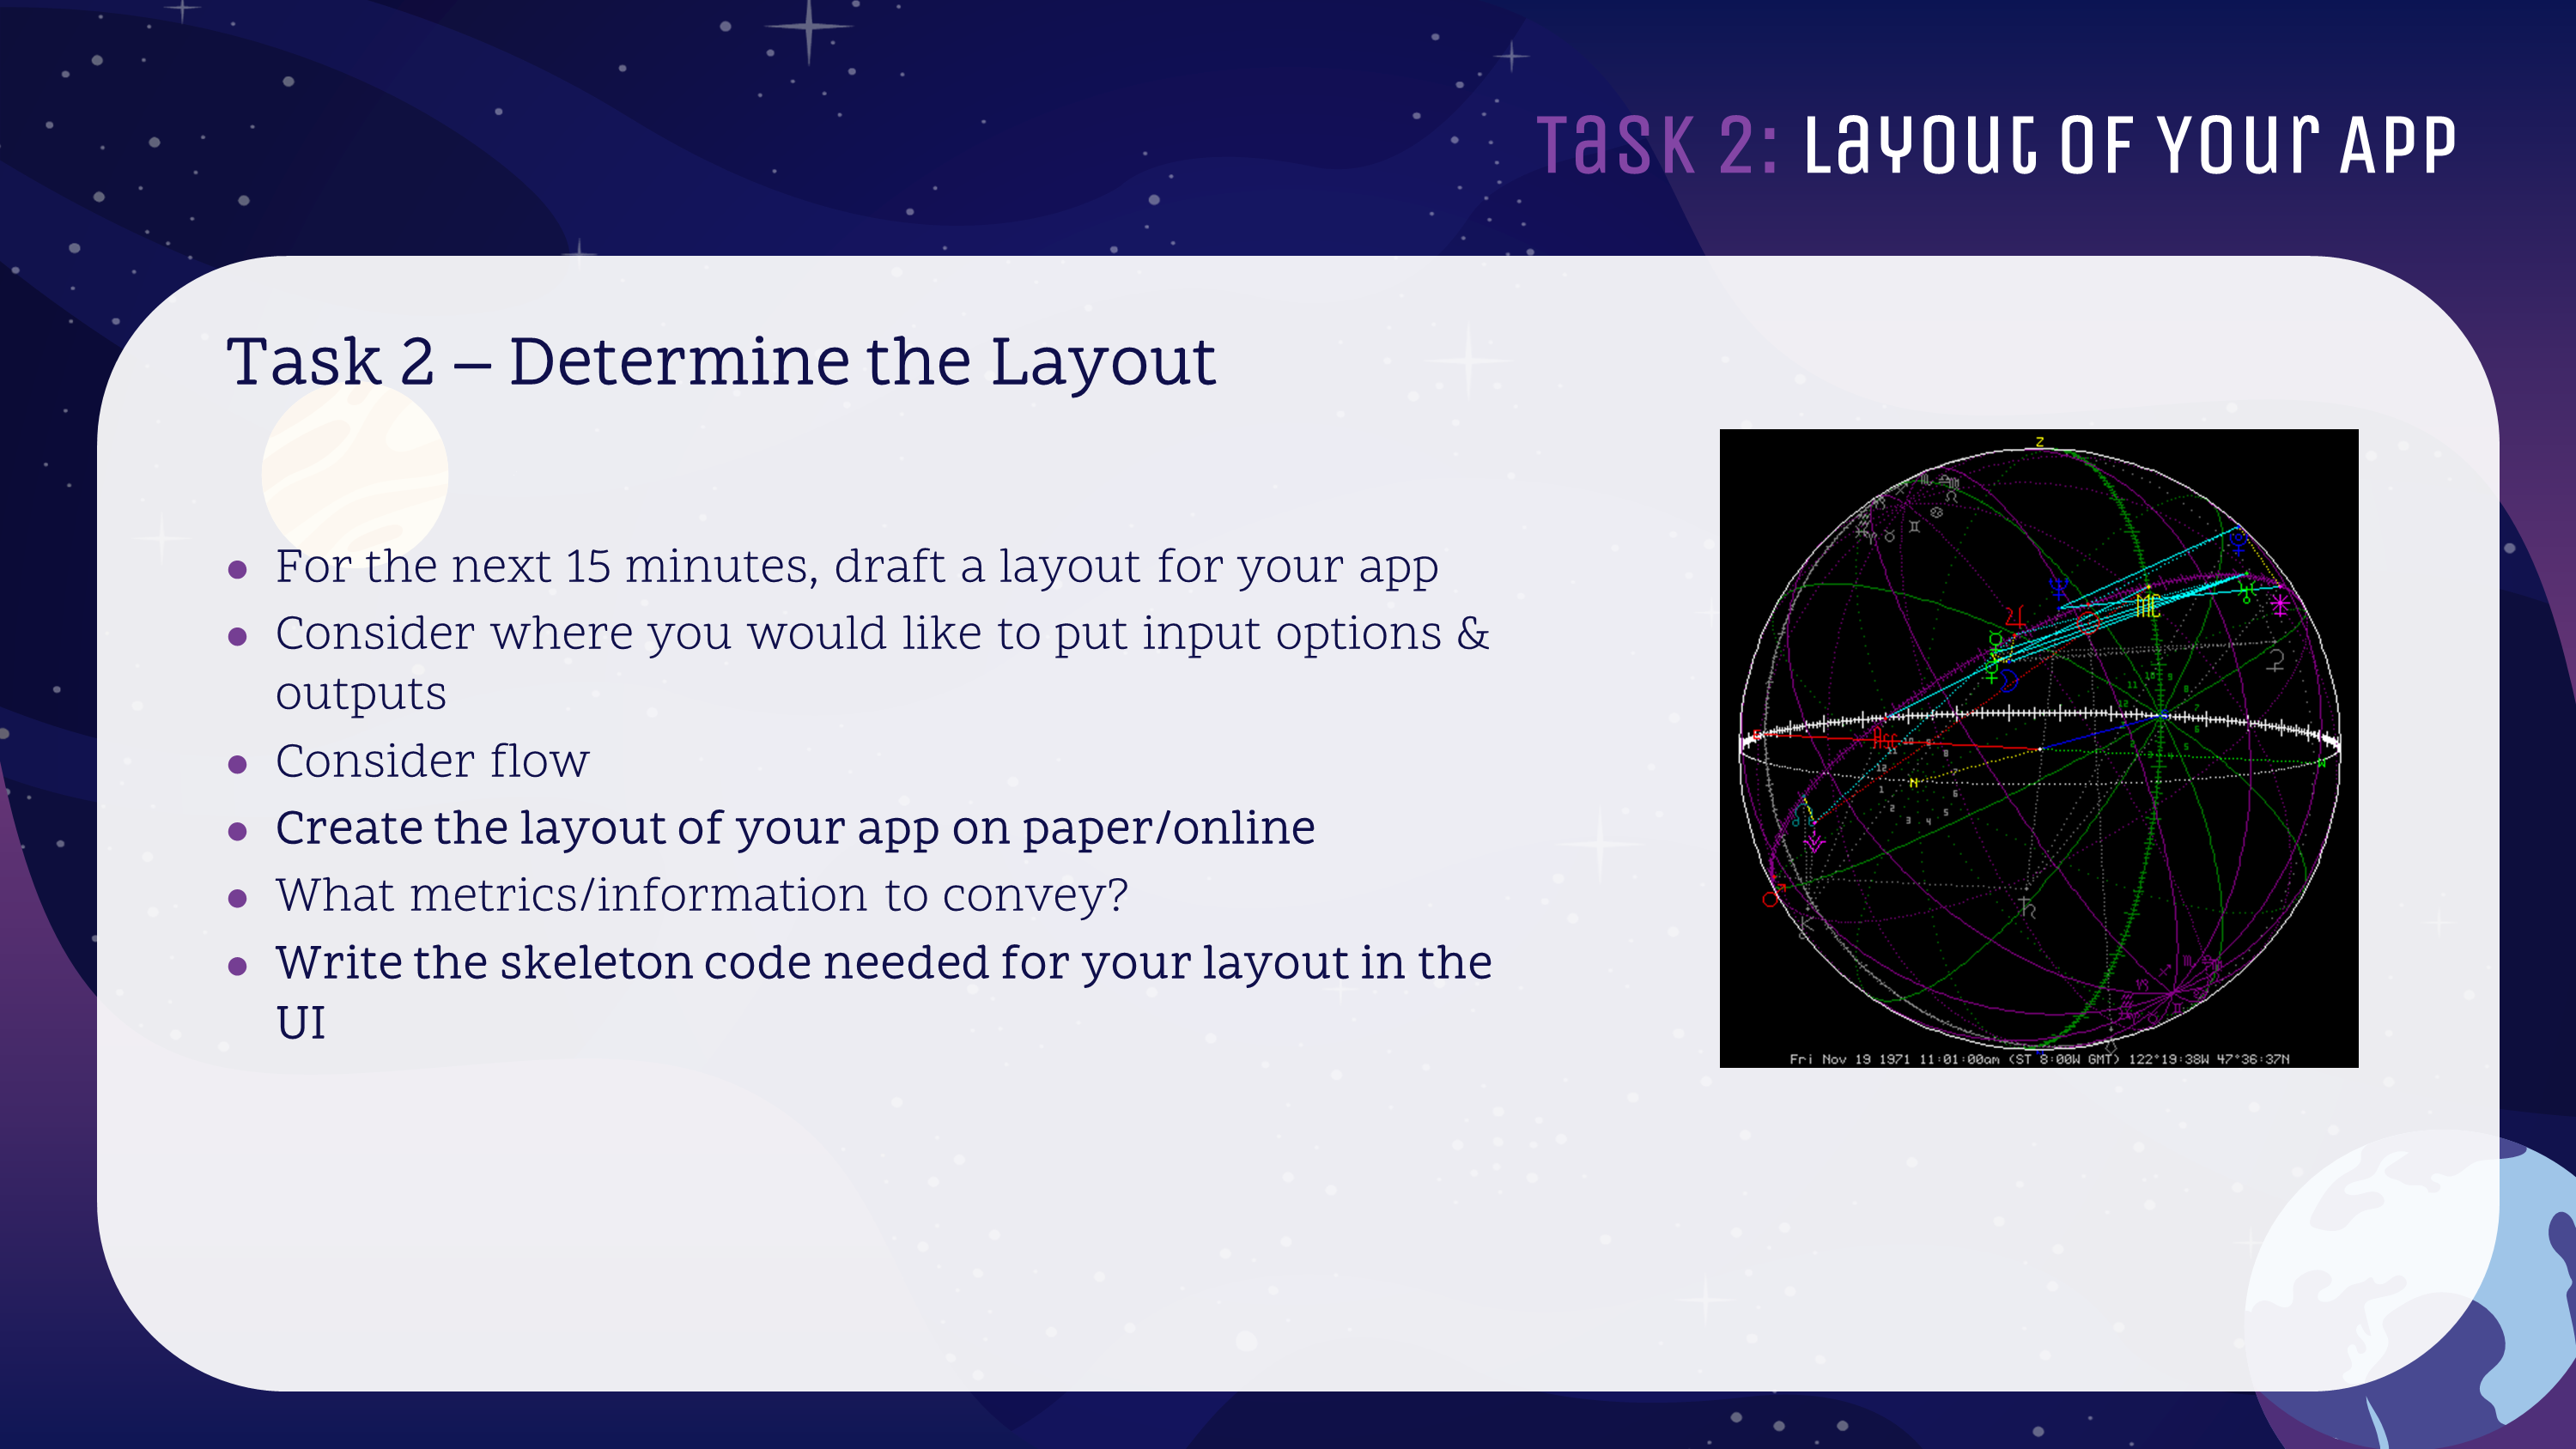 Task 2: Layout of Your App
Task 2 – Determine the Layout
● For the next 15 minutes, draft a layout for your app
● Consider where you would like to put input options &
outputs
● Consider flow
● Create the layout of your app on paper/online
● What metrics/information to convey?
● Write the skeleton code needed for your layout in the
UI
Z
MC
Asc
N
Fri Nov 19 1971 11:01:00am (ST 8:00W GMT) 122°19:38W 47°36:37N